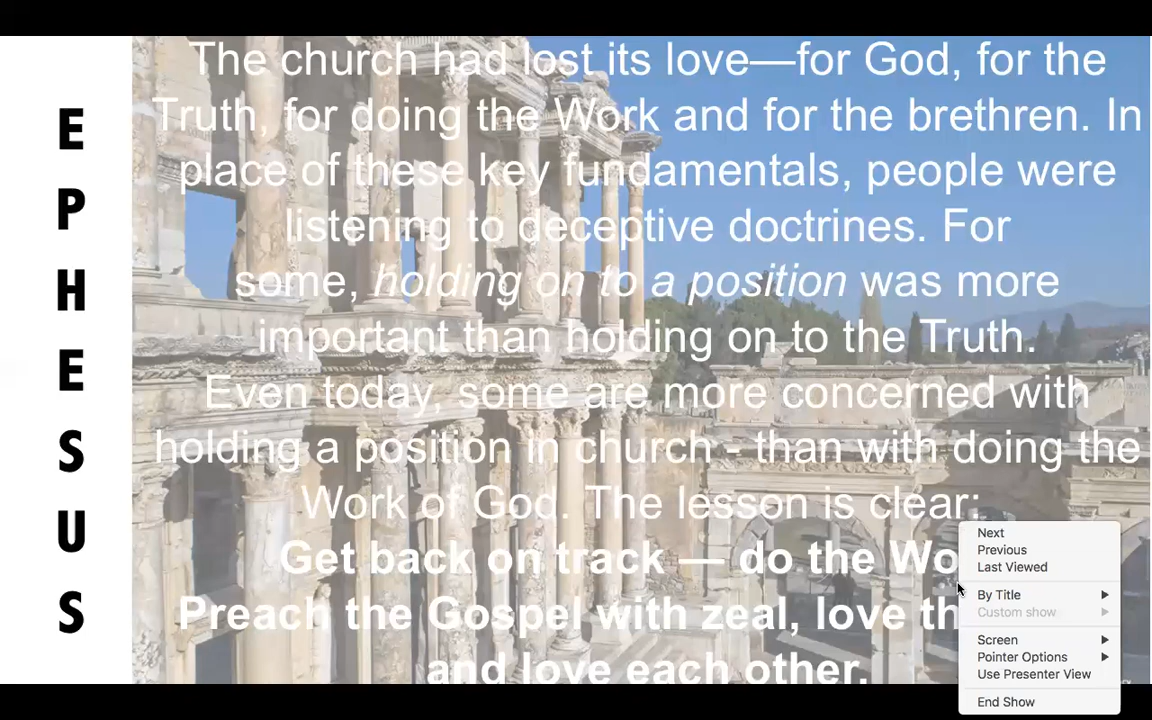 E
P
H
E
S
U
S
The church had lost its love—for God, for the
Truth, for doing the Work and for the brethren. In
place of these key fundamentals, people were
listening to deceptive doctrines. For
some, holding on to a position was more
important than holding on to the Truth.
Even today, some are more concerned with
holding a position in church - than with doing the
Work of God. The lesson is clear:
Get back on track — do the
Preach the Gospel with zeal, love
and love each other.
Next
Previous
Last Viewed
By Title
Custom show
Screen
Pointer Options
Use Presenter View
End Show